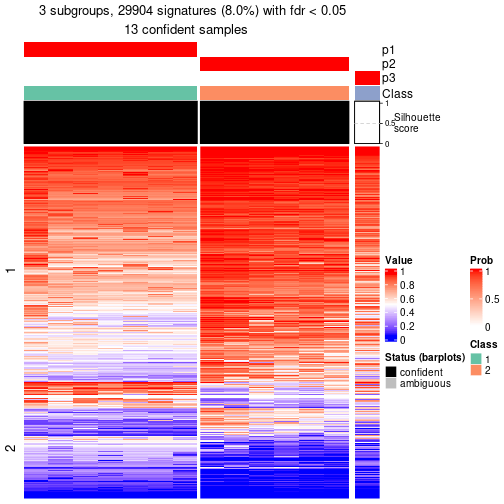 3 subgroups, 29904 signatures (8.0%) with fdr < 0.05
13 confident samples
p1
p2
p3
Class
1
0.5
0
Silhouette
score
1
2
Value
1
0.8
0.6
0.4
0.2
0
Prob
1
0.5
0
Status (barplots)
confident
ambiguous
Class
1
2